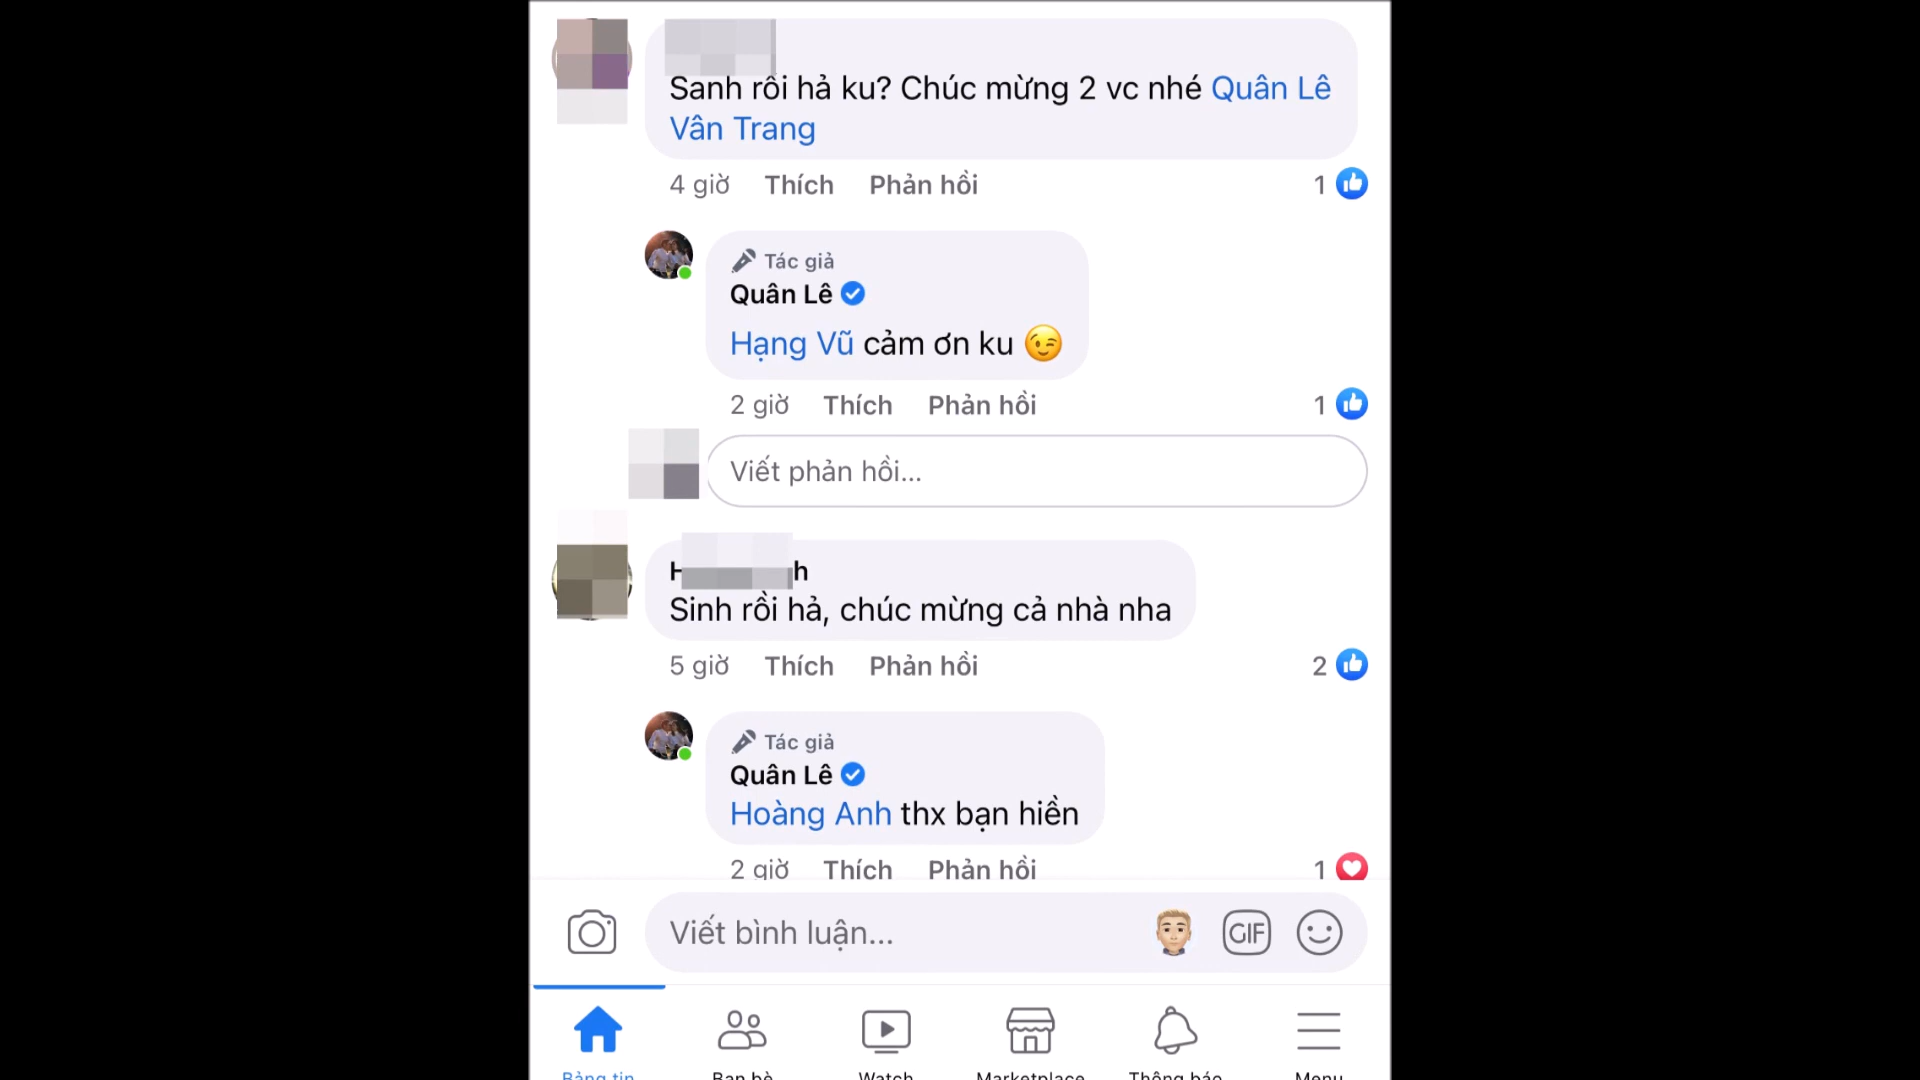 Sanh rồi hả ku? Chúc mừng 2 vc nhé Quân Lê
Vân Trang
4 giờ Thích Phản hồi 1
Tác giả
Quân Lê
Hạng Vũ cảm ơn ku 😉
2 giờ Thích Phản hồi 1
Viết phản hồi...
Sinh rồi hả, chúc mừng cả nhà nha
5 giờ Thích Phản hồi 2
Tác giả
Quân Lê
Hoàng Anh thx bạn hiền
2 giờ Thích Phản hồi 1
Viết bình luận...
GIF
Bảng tin Bạn bè Watch Marketplace Thông báo Menu